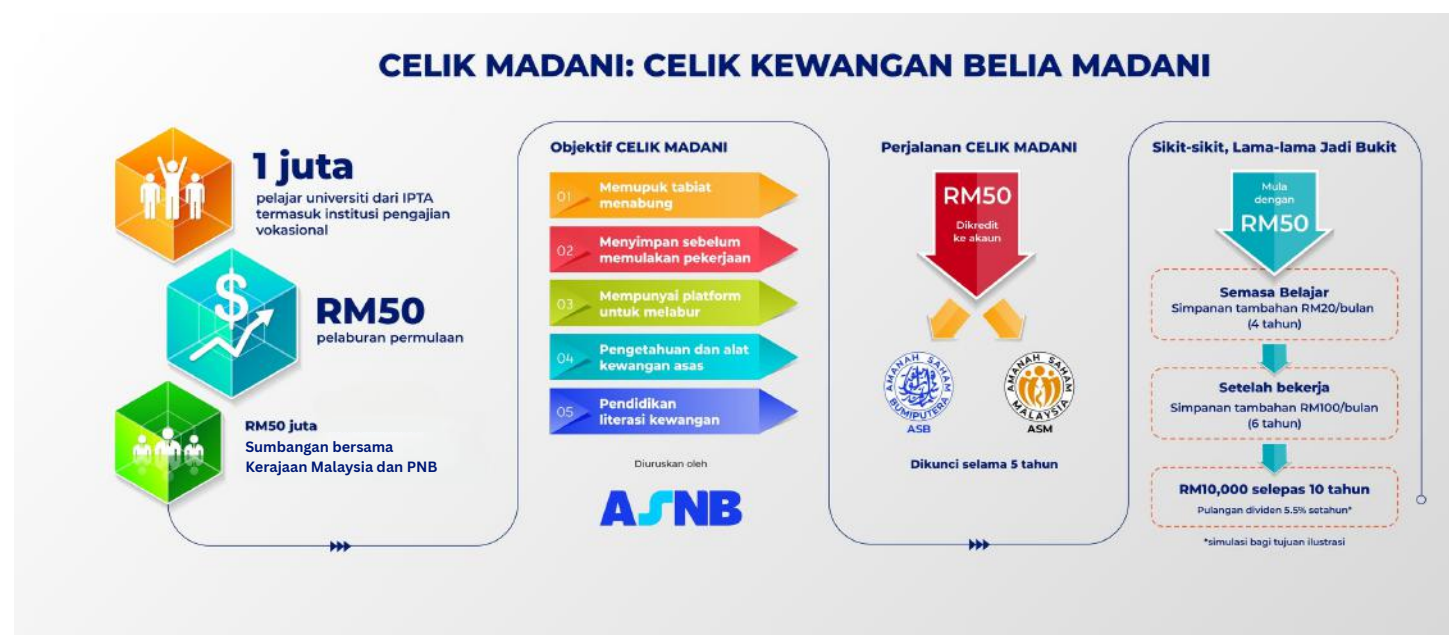 CELIK MADANI: CELIK KEWANGAN BELIA MADANI
1 juta
pelajar universiti dari IPTA
termasuk institusi pengajian
vokasional
RM50
pelaburan permulaan
RM50 juta
Sumbangan bersama
Kerajaan Malaysia dan PNB
Objektif CELIK MADANI
01 Memupuk tabiat
menabung
02 Menyimpan sebelum
memulakan pekerjaan
03 Mempunyai platform
untuk melabur
04 Pengetahuan dan alat
kewangan asas
05 Pendidikan
literasi kewangan
Diuruskan oleh
ASNB
Perjalanan CELIK MADANI
RM50
Dikredit
ke akaun
AMANAH SAHAM
BUMIPUTERA
ASB
AMANAH SAHAM
MALAYSIA
ASM
Dikunci selama 5 tahun
Sikit-sikit, Lama-lama Jadi Bukit
Mula
dengan
RM50
Semasa Belajar
Simpanan tambahan RM20/bulan
(4 tahun)
Setelah bekerja
Simpanan tambahan RM100/bulan
(6 tahun)
RM10,000 selepas 10 tahun
Pulangan dividen 5.5% setahun*
*simulasi bagi tujuan ilustrasi